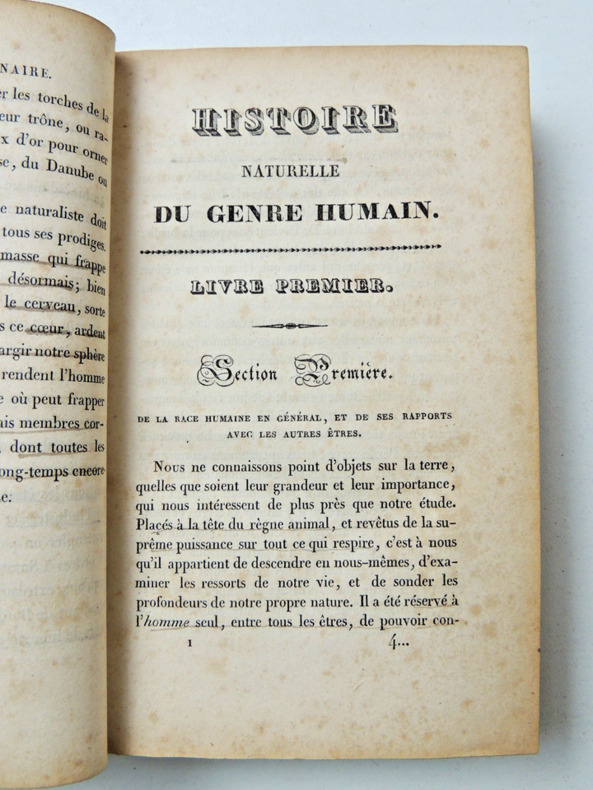 NAIRE.
er les torches de la
eur trône, ou ra-
x d'or pour orner
se, du Danube ou
e naturaliste doit
tous ses prodiges.
masse qui frappe
désormais; bien
le cerveau, sorte
s ce cœur, ardent
argir notre sphère
rendent l'homme
e où peut frapper
ais membres cor-
, dont toutes les
ong-temps encore
e.
HISTOIRE
NATURELLE
DU GENRE HUMAIN.
LIVRE PREMIER.
Section Première.
DE LA RACE HUMAINE EN GÉNÉRAL, ET DE SES RAPPORTS
AVEC LES AUTRES ÊTRES.
Nous ne connaissons point d'objets sur la terre,
quelles que soient leur grandeur et leur importance,
qui nous intéressent de plus près que notre étude.
Placés à la tête du règne animal, et revêtus de la su-
prême puissance sur tout ce qui respire, c'est à nous
qu'il appartient de descendre en nous-mêmes, d'exa-
miner les ressorts de notre vie, et de sonder les
profondeurs de notre propre nature. Il a été réservé à
l'homme seul, entre tous les êtres, de pouvoir con-
1 4...